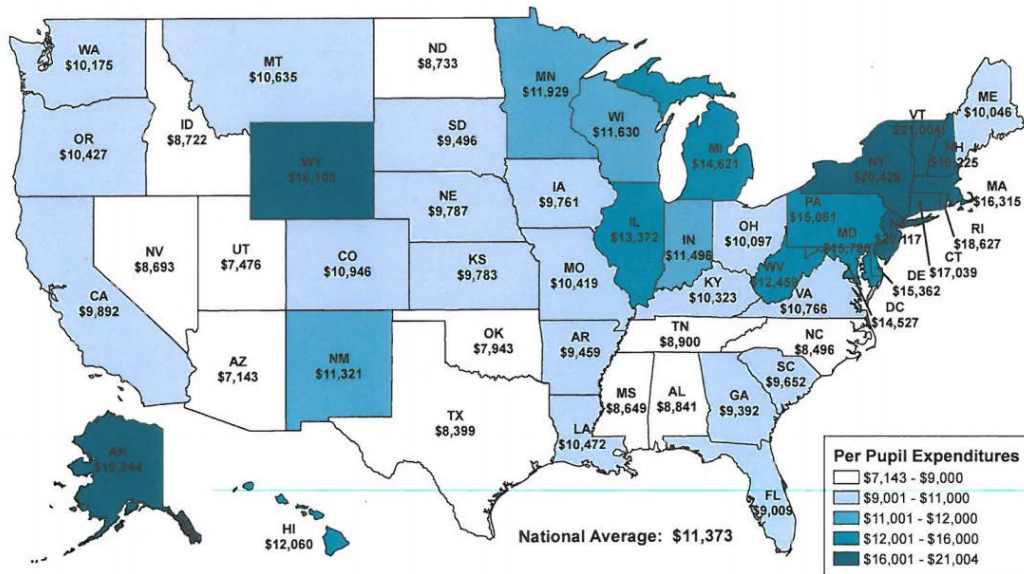 WA
$10,175
MT
$10,635
ND
$8,733
MN
$11,929
ME
$10,046
VT
$21,004
ID
$8,722
OR
$10,427
SD
$9,496
WI
$11,630
NH
$16,225
MI
$14,621
NY
$20,428
WY
$16,103
MA
$16,315
IA
$9,761
NE
$9,787
PA
$15,061
RI
$18,627
OH
$10,097
IL
$13,372
IN
$11,496
MD
NV
$8,693
UT
$7,476
CO
$10,946
KS
$9,783
MO
$10,419
CT
$17,039
WV
$12,459
DE
$15,362
KY
$10,323
VA
$10,766
DC
$14,527
CA
$9,892
TN
$8,900
NC
$8,496
OK
$7,943
AR
$9,459
AZ
$7,143
NM
$11,321
SC
$9,652
MS
$8,649
AL
$8,841
GA
$9,392
TX
$8,399
LA
$10,472
AK
$19,244
FL
$9,009
HI
$12,060
National Average: $11,373
Per Pupil Expenditures
$7,143 - $9,000
$9,001 - $11,000
$11,001 - $12,000
$12,001 - $16,000
$16,001 - $21,004